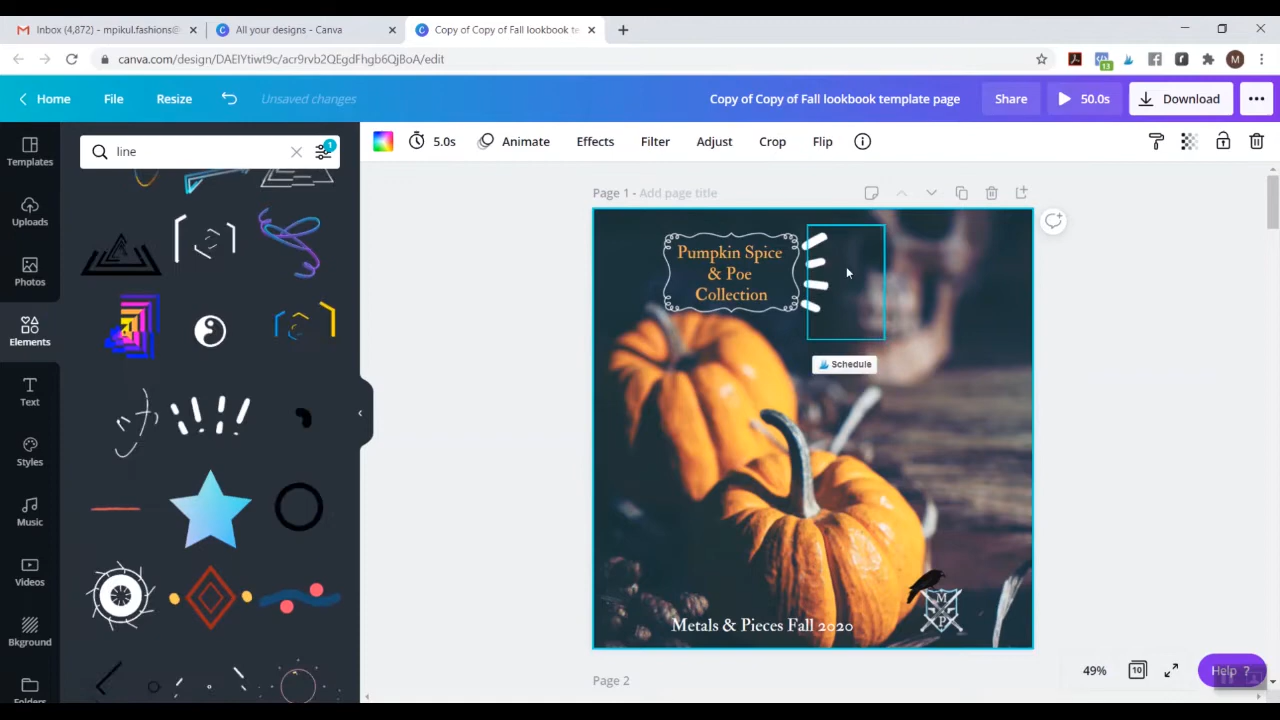 Inbox (4,872) - mpikul.fashions@
All your designs - Canva
Copy of Copy of Fall lookbook te
canva.com/design/DAEIYtiwt9c/acr9rvb2QEgdFhgb6QjBoA/edit
13
M
Home
File
Resize
Unsaved changes
Copy of Copy of Fall lookbook template page
Share
50.0s
Download
Templates
Uploads
Photos
Elements
Text
Styles
Music
Videos
Bkground
Folders
line
1
5.0s
Animate
Effects
Filter
Adjust
Crop
Flip
Page 1 - Add page title
Pumpkin Spice
& Poe
Collection
Schedule
M
P
Metals & Pieces Fall 2020
Page 2
49%
10
Help ?